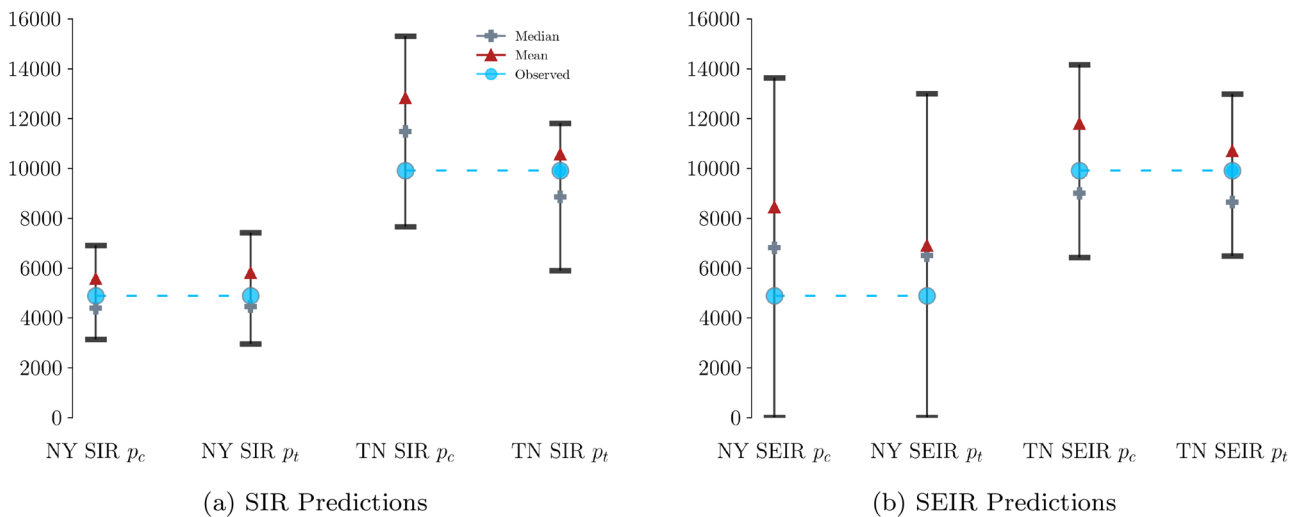 16000
14000
12000
10000
8000
6000
4000
2000
0
Median
Mean
Observed
NY SIR p_c
NY SIR p_t
TN SIR p_c
TN SIR p_t
(a) SIR Predictions
16000
14000
12000
10000
8000
6000
4000
2000
0
NY SEIR p_c
NY SEIR p_t
TN SEIR p_c
TN SEIR p_t
(b) SEIR Predictions